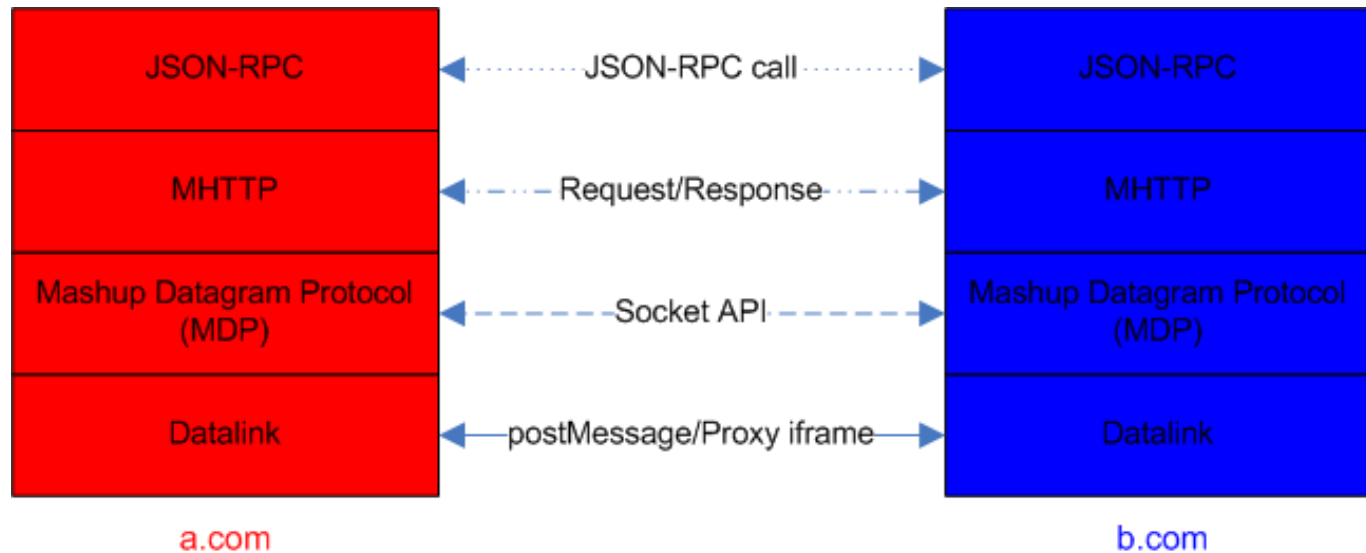 JSON-RPC
JSON-RPC call
JSON-RPC
MHTTP
Request/Response
MHTTP
Mashup Datagram Protocol
(MDP)
Socket API
Mashup Datagram Protocol
(MDP)
Datalink
postMessage/Proxy iframe
Datalink
a.com
b.com